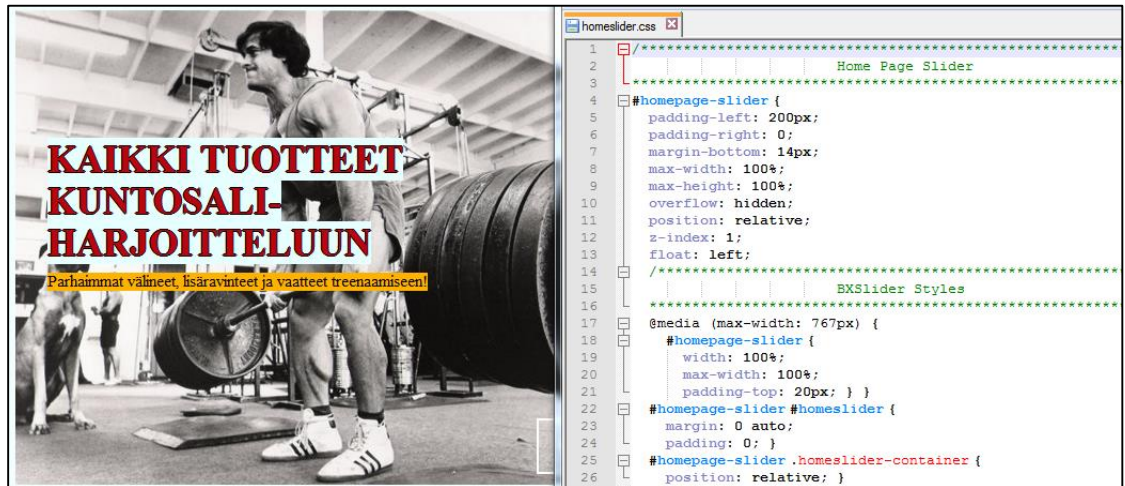 KAIKKI TUOTTEET
KUNTOSALI-
HARJOITTELUUN
Parhaimmat välineet, lisäravinteet ja vaatteet treenaamiseen!
homeslider.css
1 /*******************************************************
2 Home Page Slider
3 *******************************************************
4 #homepage-slider {
5 padding-left: 200px;
6 padding-right: 0;
7 margin-bottom: 14px;
8 max-width: 100%;
9 max-height: 100%;
10 overflow: hidden;
11 position: relative;
12 z-index: 1;
13 float: left;
14 /*****************************************************
15 BXSlider Styles
16 *****************************************************
17 @media (max-width: 767px) {
18 #homepage-slider {
19 width: 100%;
20 max-width: 100%;
21 padding-top: 20px; } }
22 #homepage-slider #homeslider {
23 margin: 0 auto;
24 padding: 0; }
25 #homepage-slider .homeslider-container {
26 position: relative; }